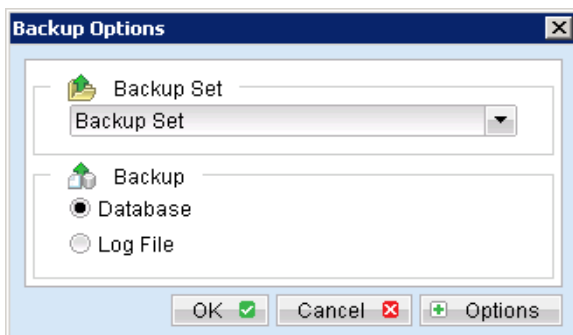 Backup Options
Backup Set
Backup Set
Backup
Database
Log File
OK Cancel Options